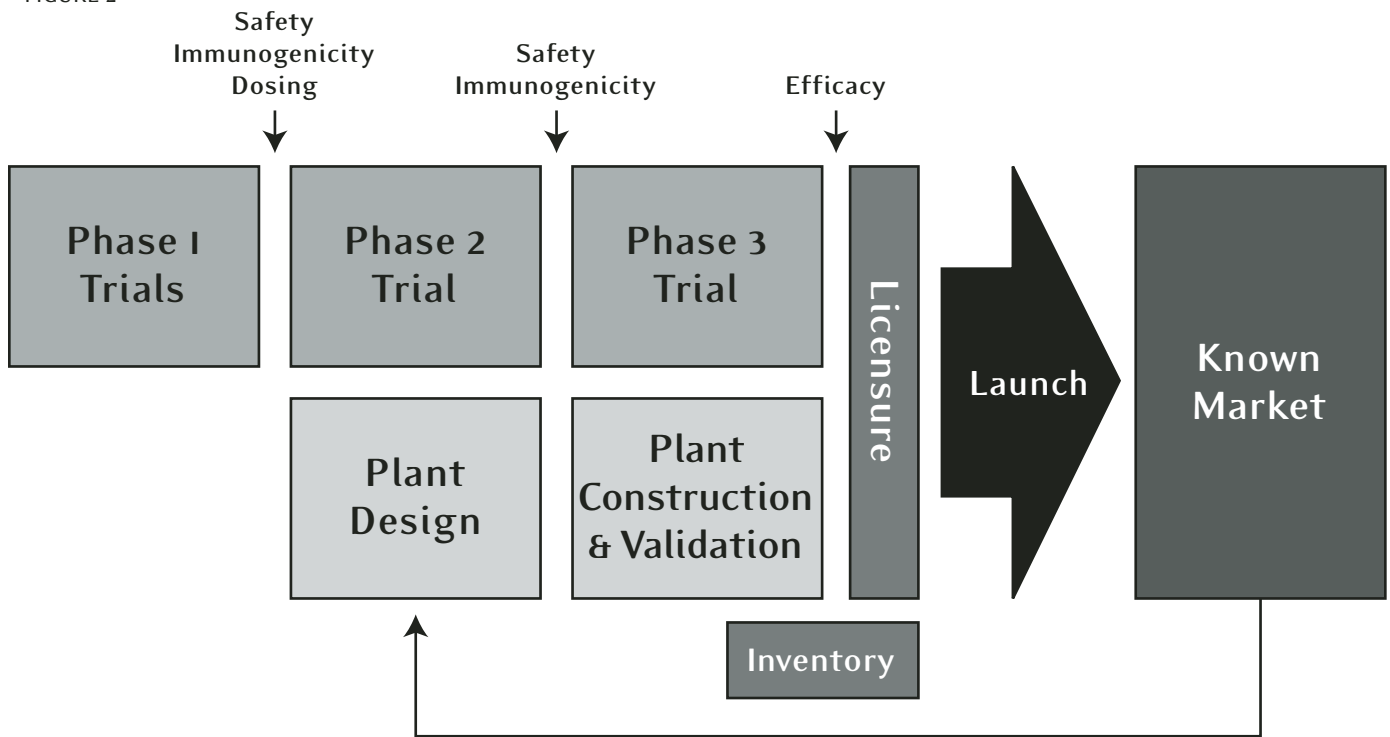 Safety
Immunogenicity
Dosing
Safety
Immunogenicity
Efficacy
Phase 1
Trials
Phase 2
Trial
Phase 3
Trial
Licensure
Launch
Known
Market
Plant
Design
Plant
Construction
& Validation
Inventory